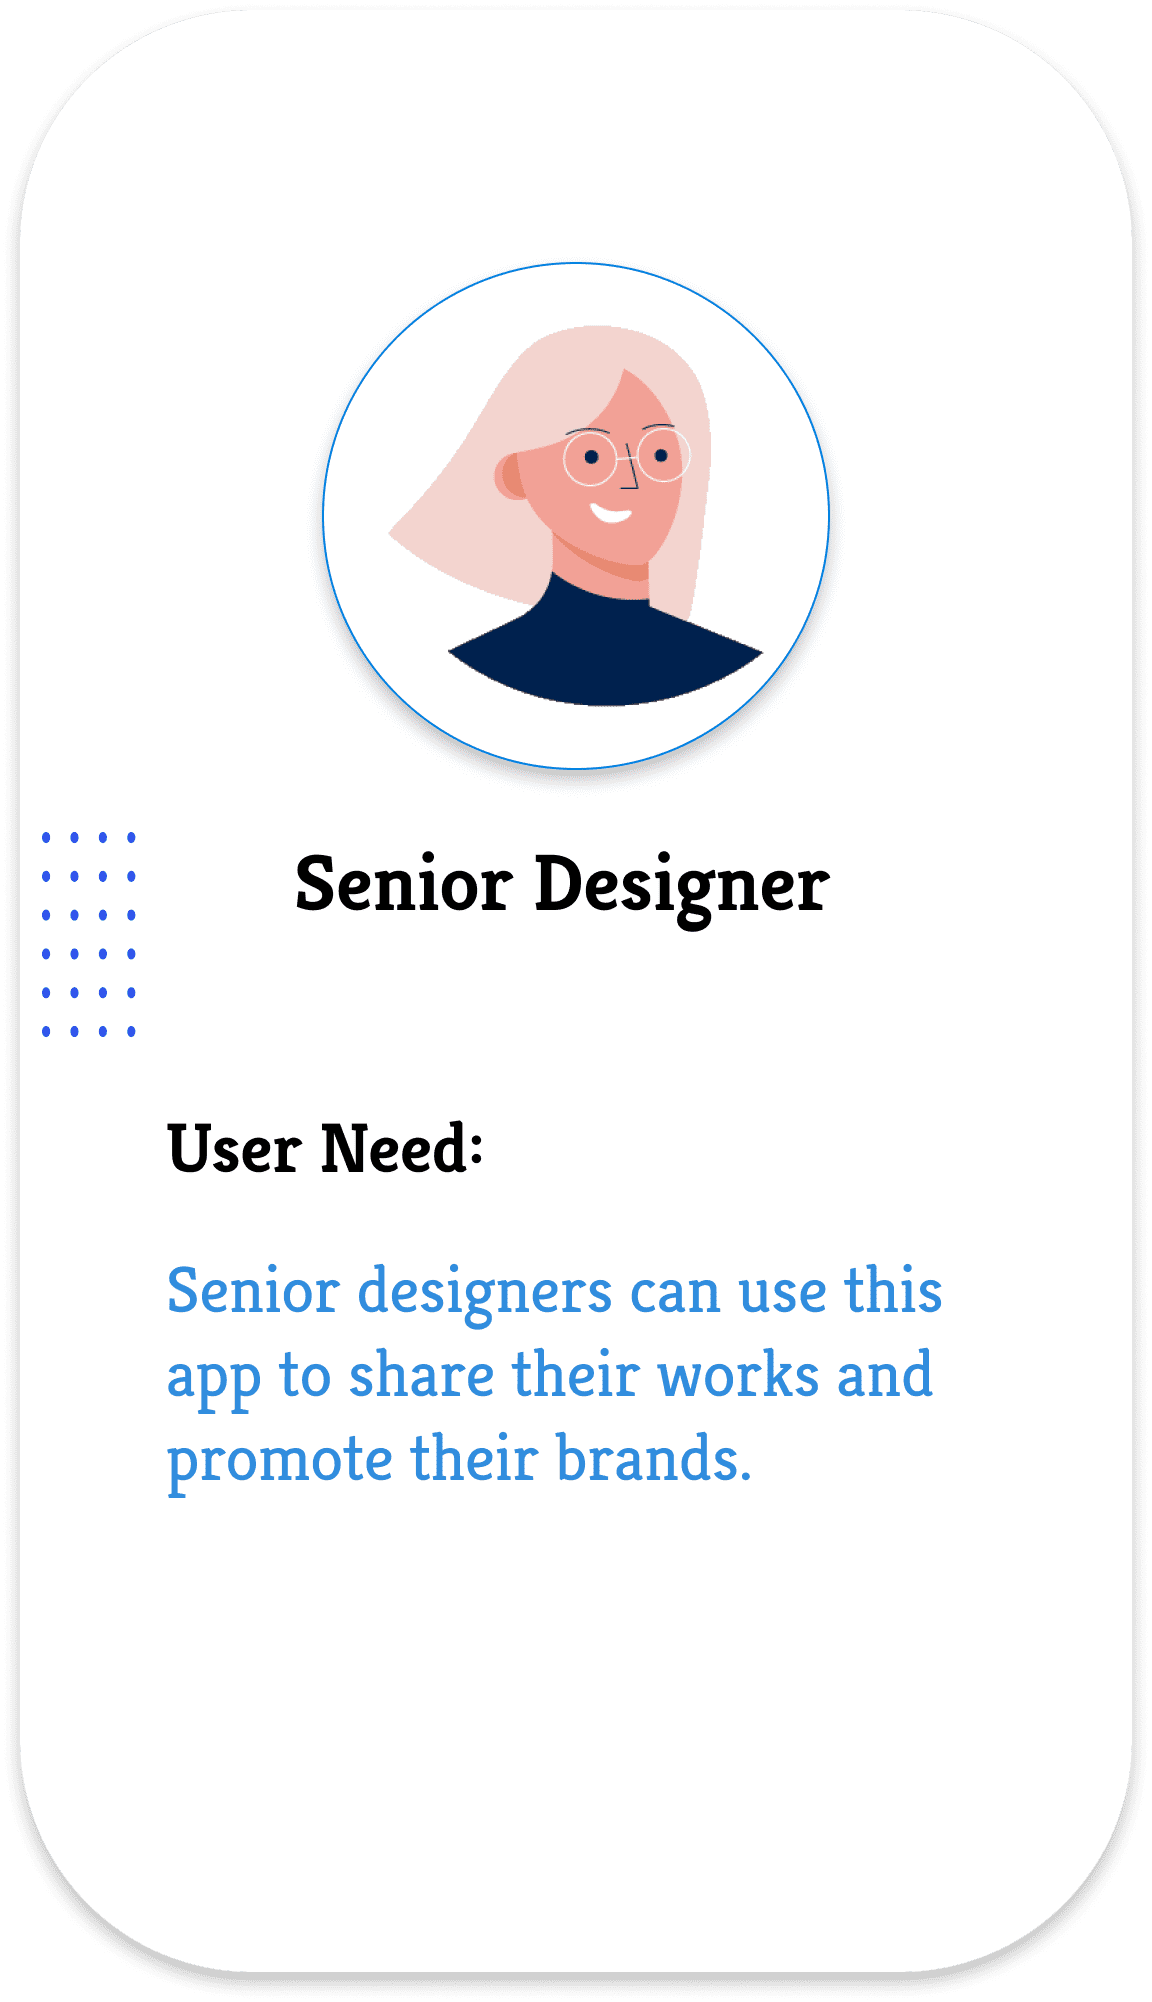 Senior Designer
User Need:
Senior designers can use this
app to share their works and
promote their brands.